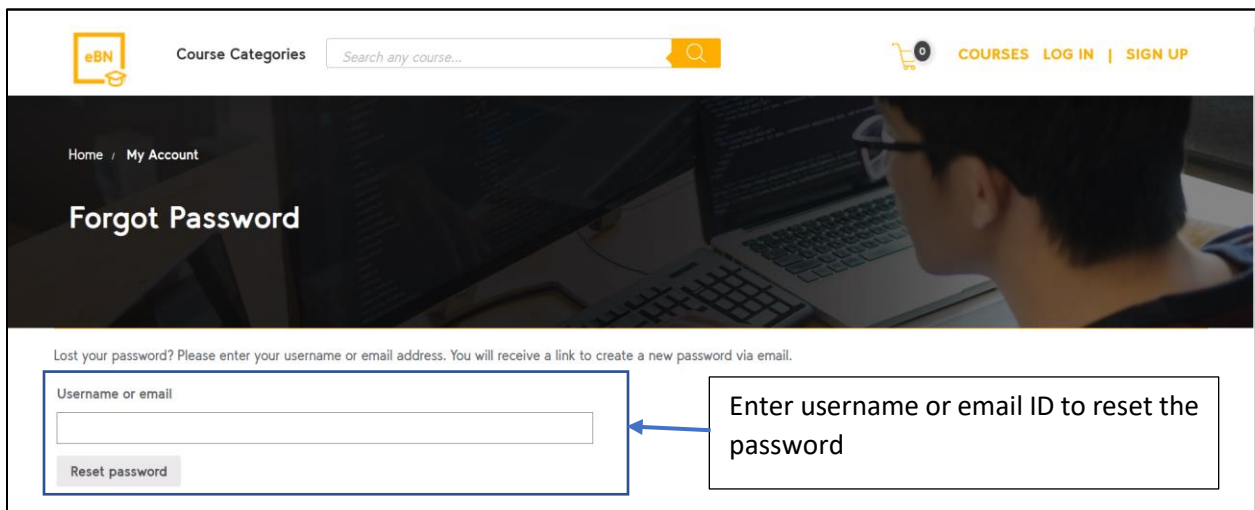 eBN
Course Categories
Search any course...
0
COURSES LOG IN | SIGN UP
Home / My Account
Forgot Password
Lost your password? Please enter your username or email address. You will receive a link to create a new password via email.
Username or email
Reset password
Enter username or email ID to reset the
password